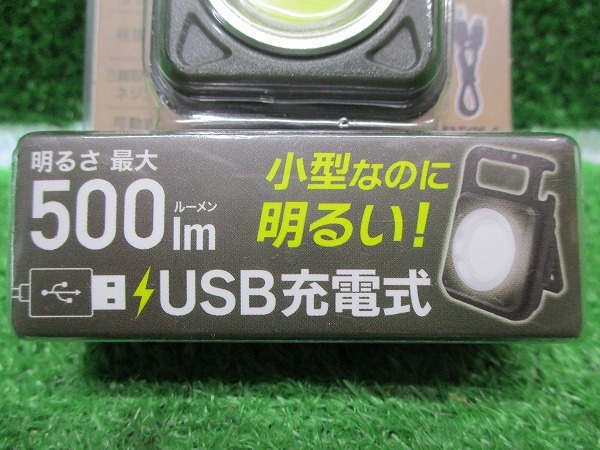 明るさ 最大
500 ルーメン
lm
小型なのに
明るい!
USB充電式